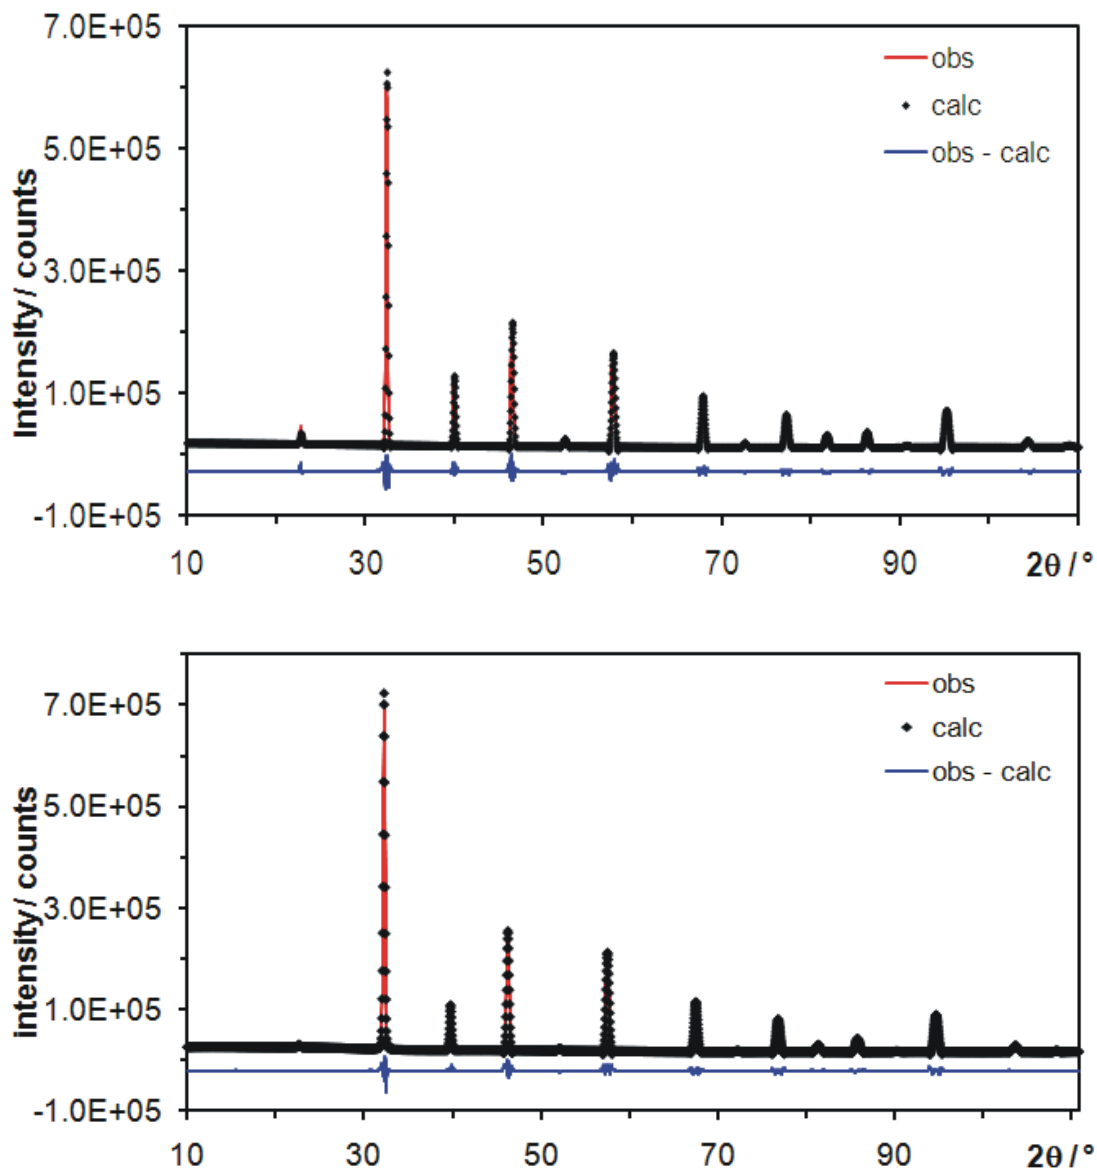 7.0E+05
obs
calc
5.0E+05
obs - calc
3.0E+05
1.0E+05
-1.0E+05
Intensity / counts
10 30 50 70 90 2θ / °
obs
7.0E+05
calc
obs - calc
5.0E+05
3.0E+05
1.0E+05
-1.0E+05
intensity / counts
10 30 50 70 90 2θ / °